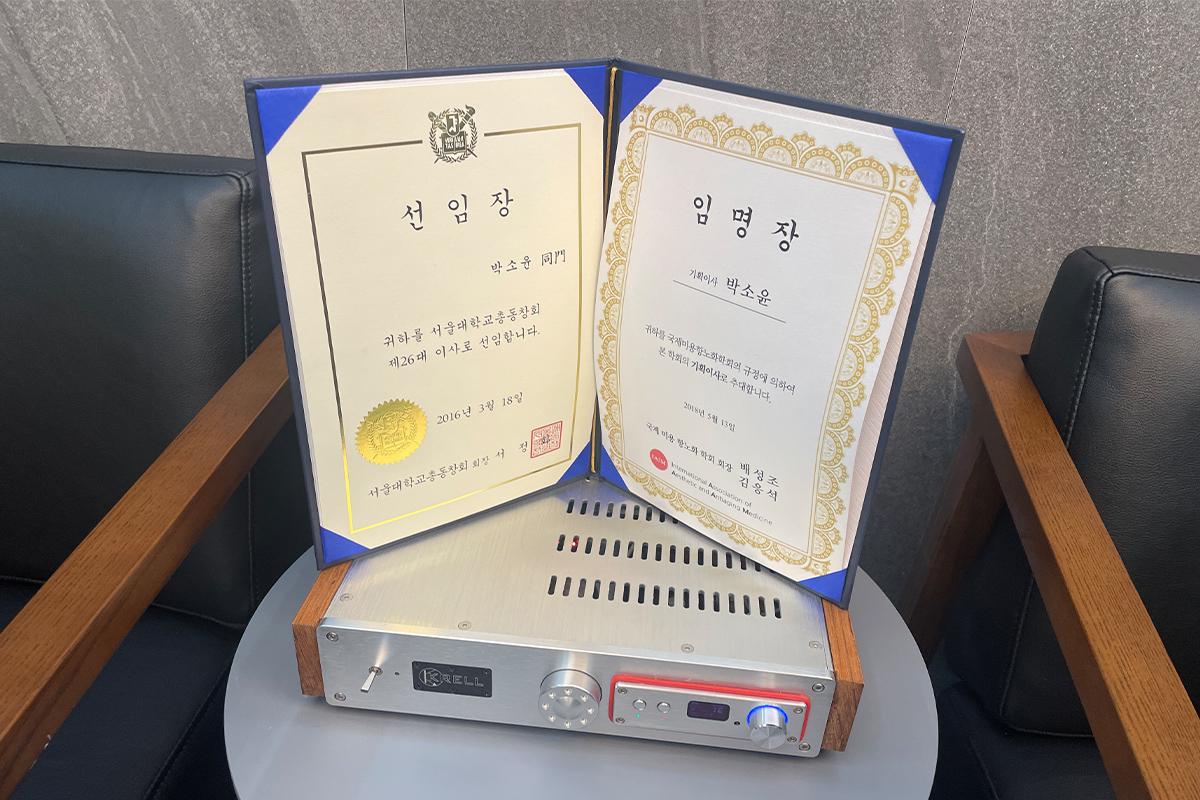 선임장
박소윤 同門
귀하를 서울대학교총동창회
제26대 이사로 선임합니다.
2016년 3월 18일
서울대학교총동창회 회장 서 정 화
임명장
기획이사 박소윤
귀하를 국제미용항노화학회의 규정에 의하여
본 학회의 기획이사로 추대합니다.
2018년 5월 13일
국제 미용 항노화 학회 회장 배성조
김응석
International Association of
Aesthetic and Antiaging Medicine
KRELL